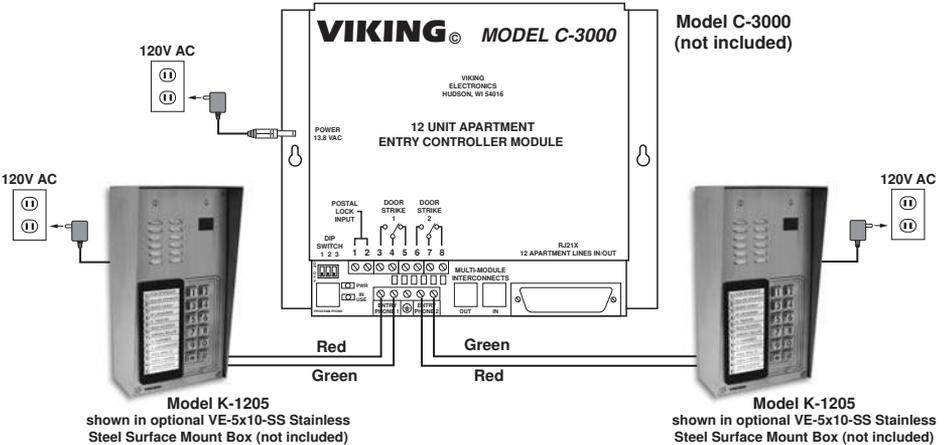 VIKING © MODEL C-3000
Model C-3000
(not included)
120V AC
VIKING
ELECTRONICS
HUDSON, WI 54016
POWER
13.8 VAC
12 UNIT APARTMENT
ENTRY CONTROLLER MODULE
120V AC
120V AC
POSTAL
LOCK
INPUT
DOOR
STRIKE
1
DOOR
STRIKE
2
DIP
SWITCH
1 2 3
1 2 3 4 5 6 7 8
RJ21X
12 APARTMENT LINES IN/OUT
MULTI-MODULE
INTERCONNECTS
PWR
IN
USE
PROGRAM PHONE
ENTRY
PHONE 1
ENTRY
PHONE 2
OUT
IN
Red
Green
Green
Red
Model K-1205
shown in optional VE-5x10-SS Stainless
Steel Surface Mount Box (not included)
Model K-1205
shown in optional VE-5x10-SS Stainless
Steel Surface Mount Box (not included)